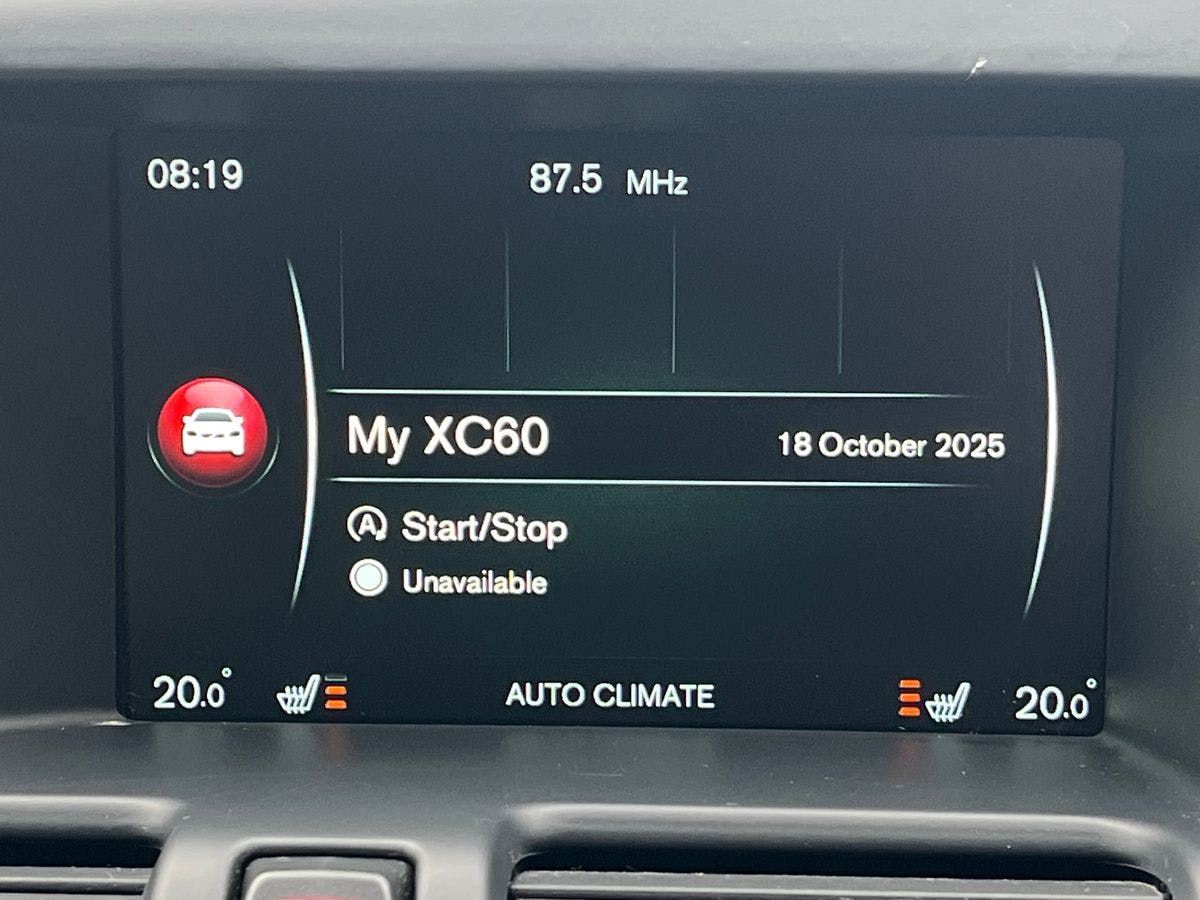 08:19
87.5 MHz
My XC60
18 October 2025
A Start/Stop
Unavailable
20.0° AUTO CLIMATE 20.0°